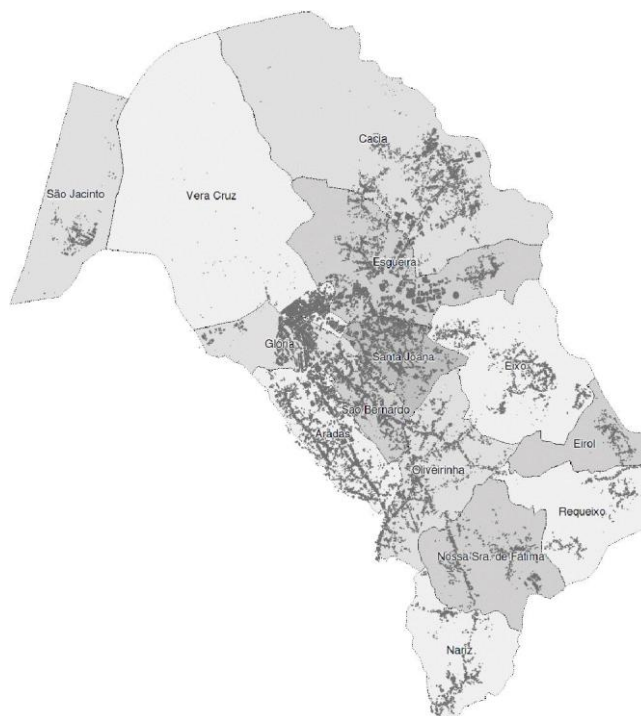 Cacia
São Jacinto
Vera Cruz
Esgueira
Glória
Santa Joana
Eixo
São Bernardo
Aradas
Eirol
Oliveirinha
Requeixo
Nossa Sra. de Fátima
Nariz